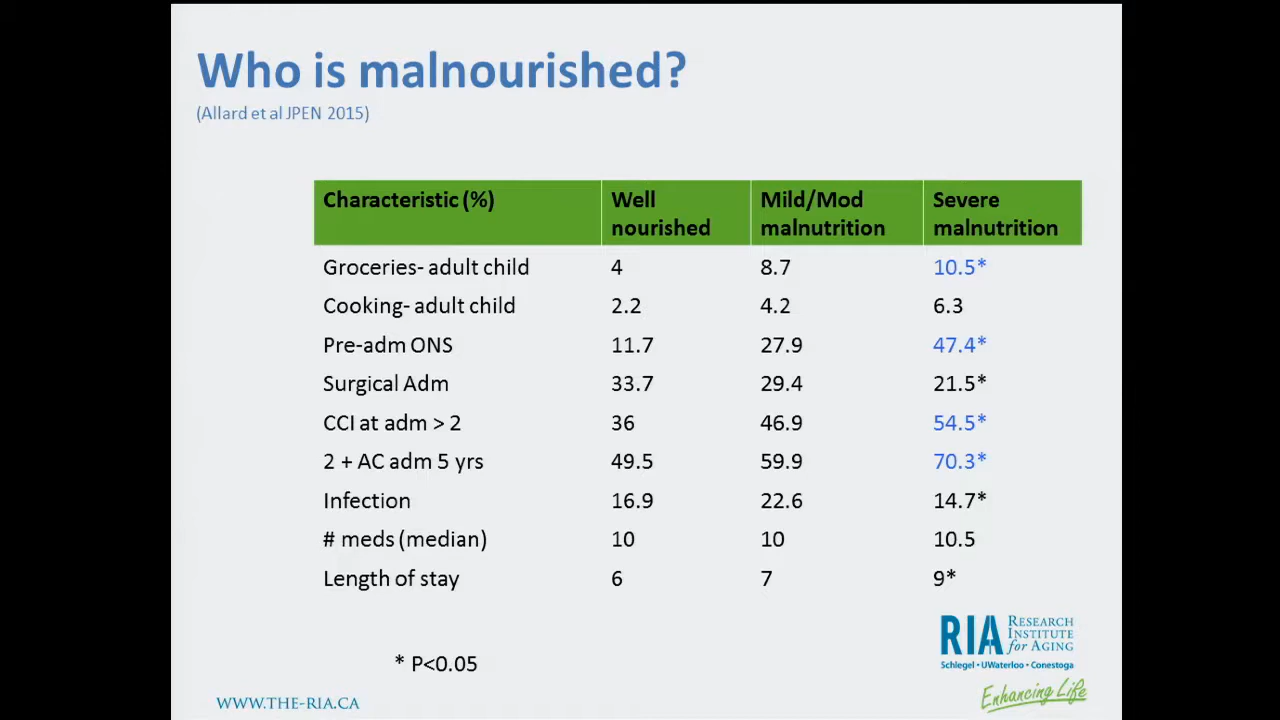 Who is malnourished?
(Allard et al JPEN 2015)
Characteristic (%) Well nourished Mild/Mod malnutrition Severe malnutrition
Groceries- adult child 4 8.7 10.5*
Cooking- adult child 2.2 4.2 6.3
Pre-adm ONS 11.7 27.9 47.4*
Surgical Adm 33.7 29.4 21.5*
CCI at adm > 2 36 46.9 54.5*
2 + AC adm 5 yrs 49.5 59.9 70.3*
Infection 16.9 22.6 14.7*
# meds (median) 10 10 10.5
Length of stay 6 7 9*
* P<0.05
WWW.THE-RIA.CA
RIA RESEARCH INSTITUTE for AGING
Schlegel • UWaterloo • Conestoga
Enhancing Life